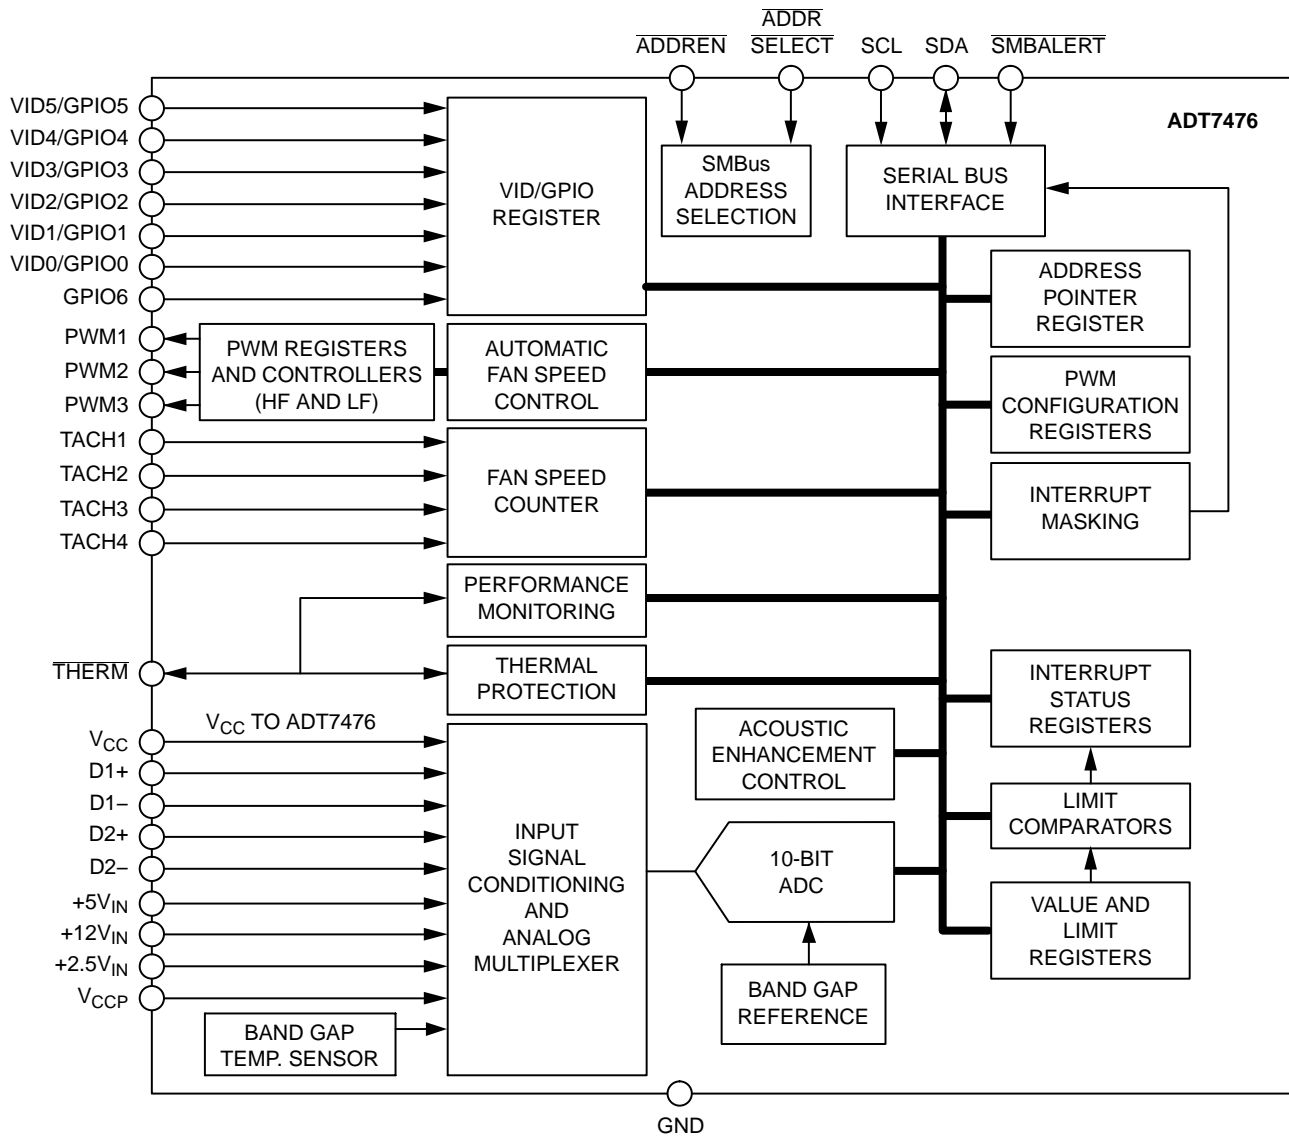 ADDREN
ADDR
SELECT
SCL
SDA
SMBALERT
ADT7476
VID5/GPIO5
VID4/GPIO4
VID3/GPIO3
VID2/GPIO2
VID1/GPIO1
VID0/GPIO0
GPIO6
VID/GPIO
REGISTER
SMBus
ADDRESS
SELECTION
SERIAL BUS
INTERFACE
ADDRESS
POINTER
REGISTER
PWM1
PWM2
PWM3
PWM REGISTERS
AND CONTROLLERS
(HF AND LF)
AUTOMATIC
FAN SPEED
CONTROL
PWM
CONFIGURATION
REGISTERS
TACH1
TACH2
TACH3
TACH4
FAN SPEED
COUNTER
INTERRUPT
MASKING
PERFORMANCE
MONITORING
THERM
THERMAL
PROTECTION
INTERRUPT
STATUS
REGISTERS
VCC TO ADT7476
VCC
D1+
D1–
D2+
D2–
+5VIN
+12VIN
+2.5VIN
VCCP
INPUT
SIGNAL
CONDITIONING
AND
ANALOG
MULTIPLEXER
ACOUSTIC
ENHANCEMENT
CONTROL
LIMIT
COMPARATORS
10-BIT
ADC
VALUE AND
LIMIT
REGISTERS
BAND GAP
REFERENCE
BAND GAP
TEMP. SENSOR
GND